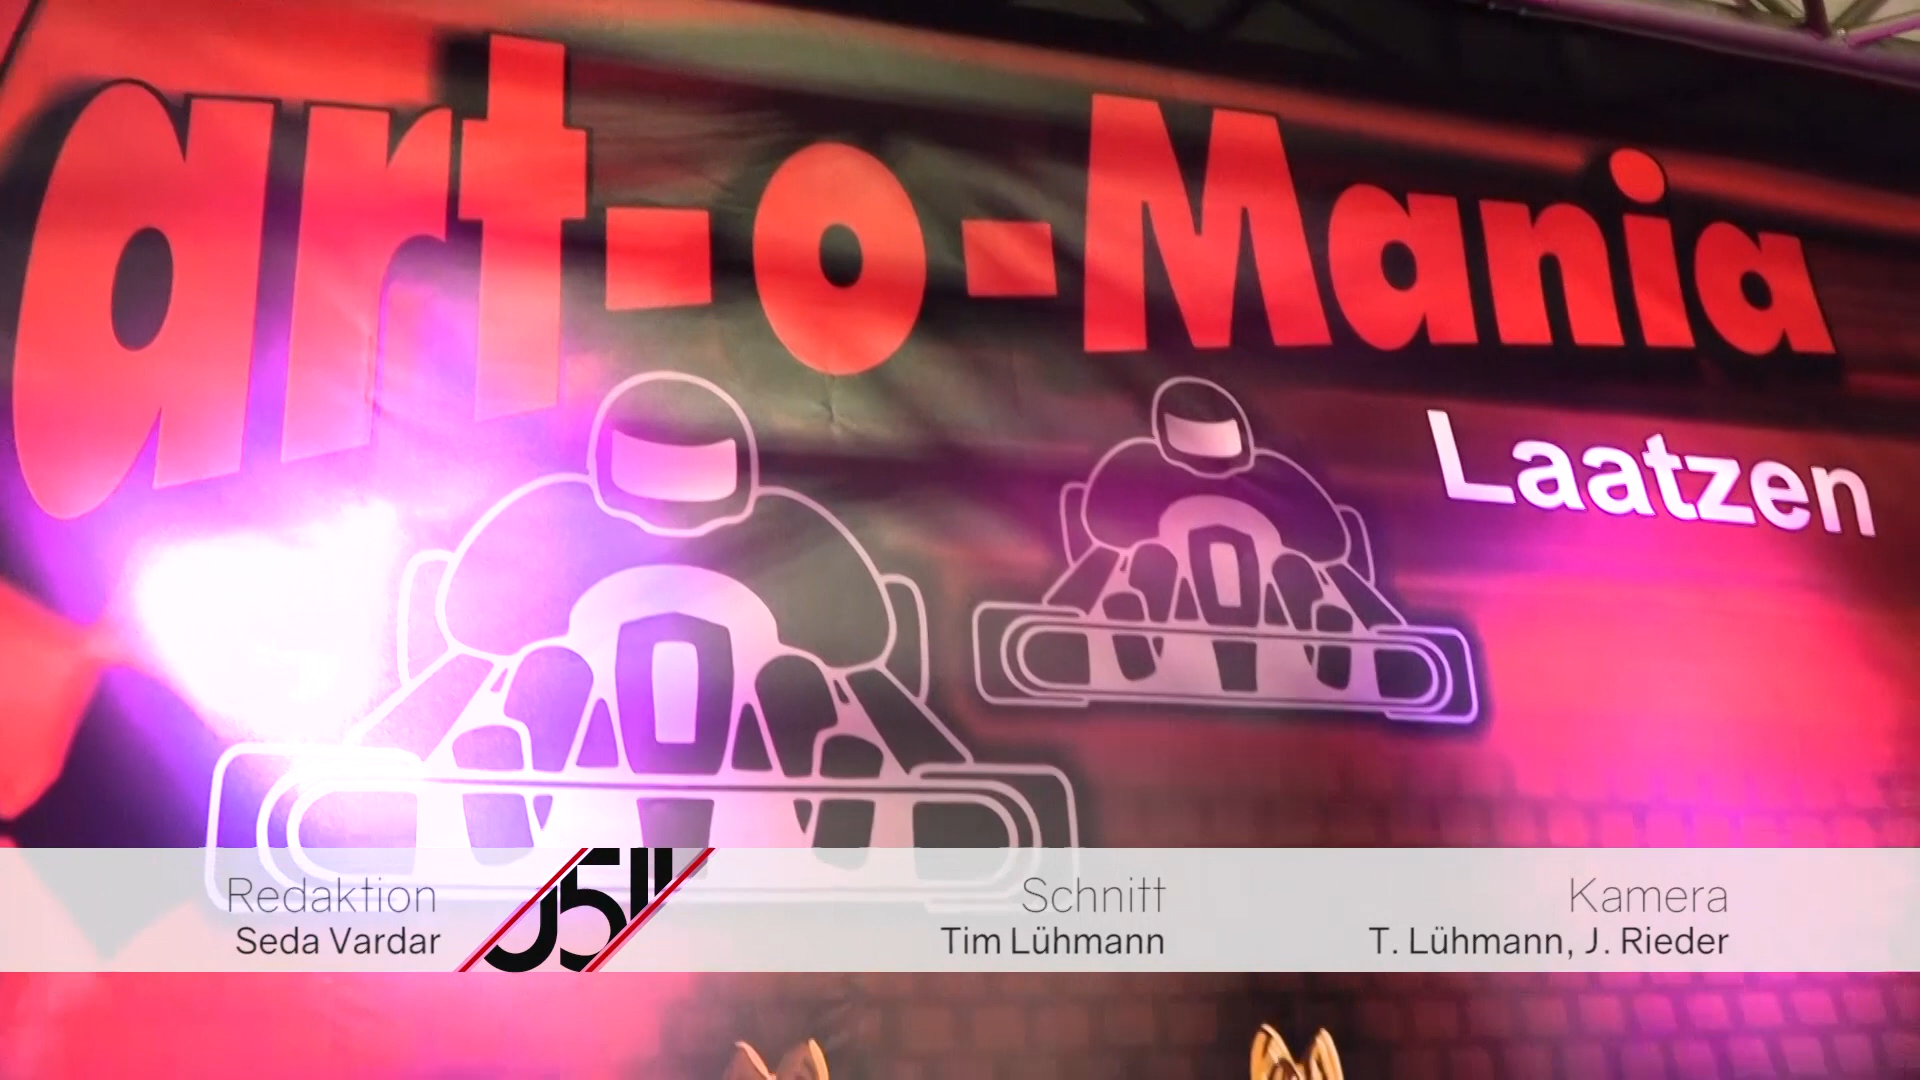 art-o-Mania
Laatzen
Redaktion
Seda Vardar
Schnitt
Tim Lühmann
Kamera
T. Lühmann, J. Rieder